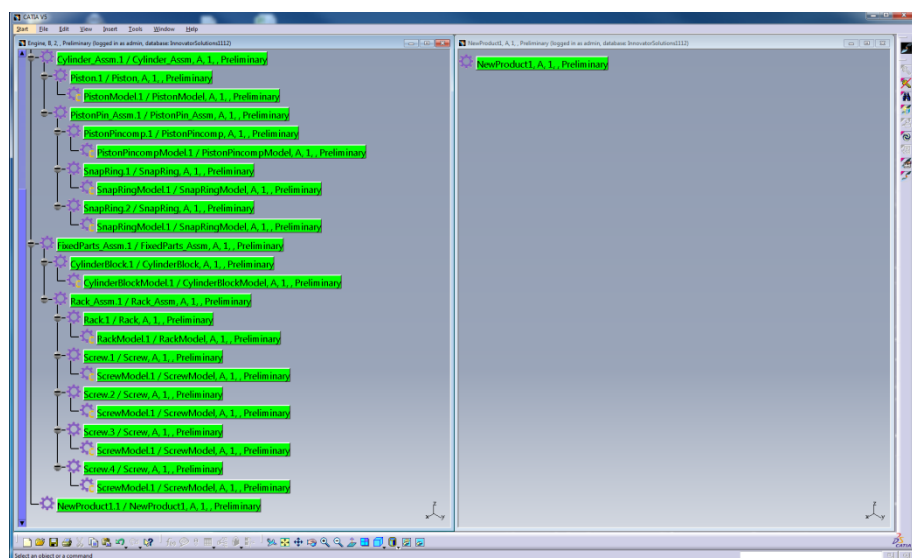 CATIA V5
Start File Edit View Insert Tools Window Help
Engine, B, 2, , Preliminary (logged in as admin, database: InnovatorSolutions1112)
Cylinder_Assm.1 / Cylinder_Assm, A, 1, , Preliminary
Piston.1 / Piston, A, 1, , Preliminary
PistonModel.1 / PistonModel, A, 1, , Preliminary
PistonPin_Assm.1 / PistonPin_Assm, A, 1, , Preliminary
PistonPincomp.1 / PistonPincomp, A, 1, , Preliminary
PistonPincompModel.1 / PistonPincompModel, A, 1, , Preliminary
SnapRing.1 / SnapRing, A, 1, , Preliminary
SnapRingModel.1 / SnapRingModel, A, 1, , Preliminary
SnapRing.2 / SnapRing, A, 1, , Preliminary
SnapRingModel.1 / SnapRingModel, A, 1, , Preliminary
FixedParts_Assm.1 / FixedParts_Assm, A, 1, , Preliminary
CylinderBlock.1 / CylinderBlock, A, 1, , Preliminary
CylinderBlockModel.1 / CylinderBlockModel, A, 1, , Preliminary
Rack_Assm.1 / Rack_Assm, A, 1, , Preliminary
Rack.1 / Rack, A, 1, , Preliminary
RackModel.1 / RackModel, A, 1, , Preliminary
Screw.1 / Screw, A, 1, , Preliminary
ScrewModel.1 / ScrewModel, A, 1, , Preliminary
Screw.2 / Screw, A, 1, , Preliminary
ScrewModel.1 / ScrewModel, A, 1, , Preliminary
Screw.3 / Screw, A, 1, , Preliminary
ScrewModel.1 / ScrewModel, A, 1, , Preliminary
Screw.4 / Screw, A, 1, , Preliminary
ScrewModel.1 / ScrewModel, A, 1, , Preliminary
NewProduct1.1 / NewProduct1, A, 1, , Preliminary
z
x y
NewProduct1, A, 1, , Preliminary (logged in as admin, database: InnovatorSolutions1112)
NewProduct1, A, 1, , Preliminary
z
x y
CATIA
Select an object or a command